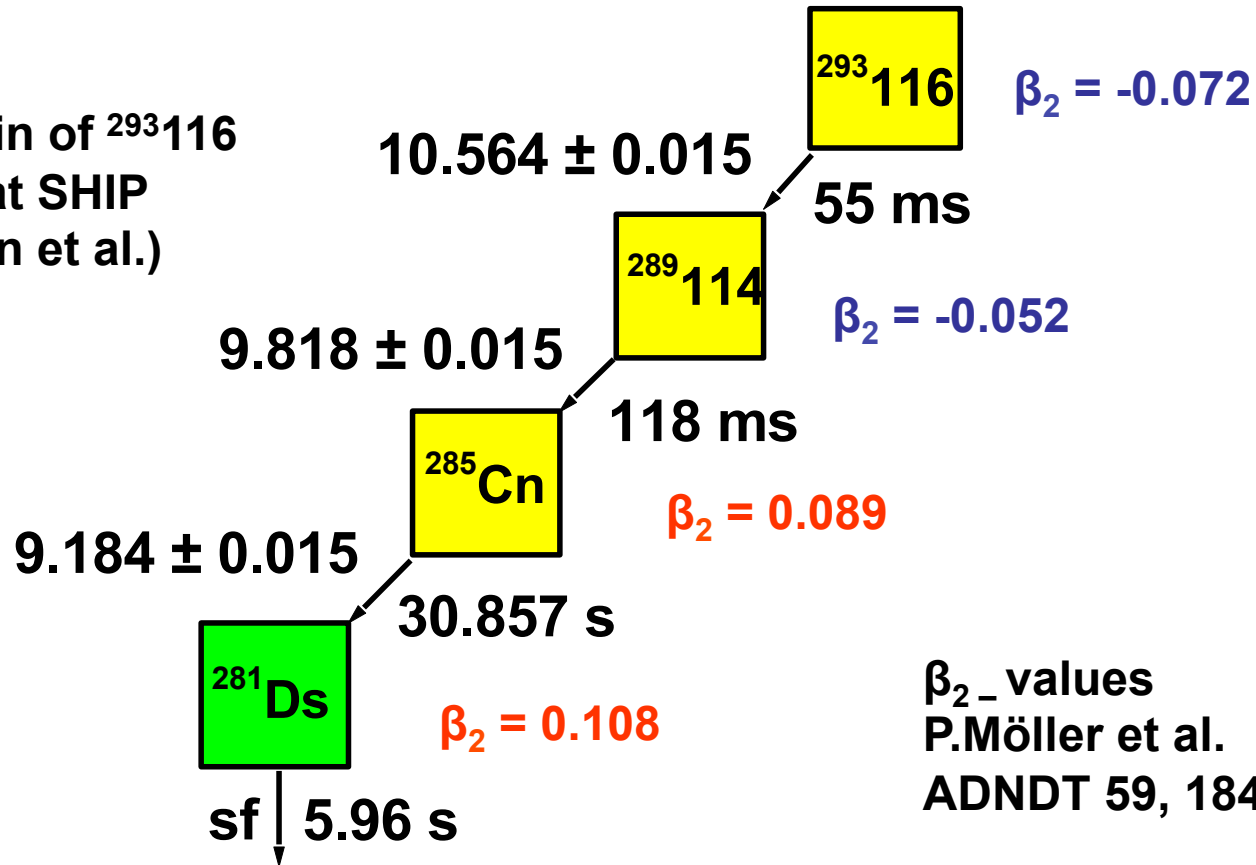 ²⁹³116
β₂ = -0.072
in of ²⁹³116
10.564 ± 0.015
at SHIP
55 ms
n et al.)
²⁸⁹114
β₂ = -0.052
9.818 ± 0.015
118 ms
²⁸⁵Cn
β₂ = 0.089
9.184 ± 0.015
30.857 s
²⁸¹Ds
β₂ = 0.108
β₂ – values
P.Möller et al.
ADNDT 59, 184
sf 5.96 s